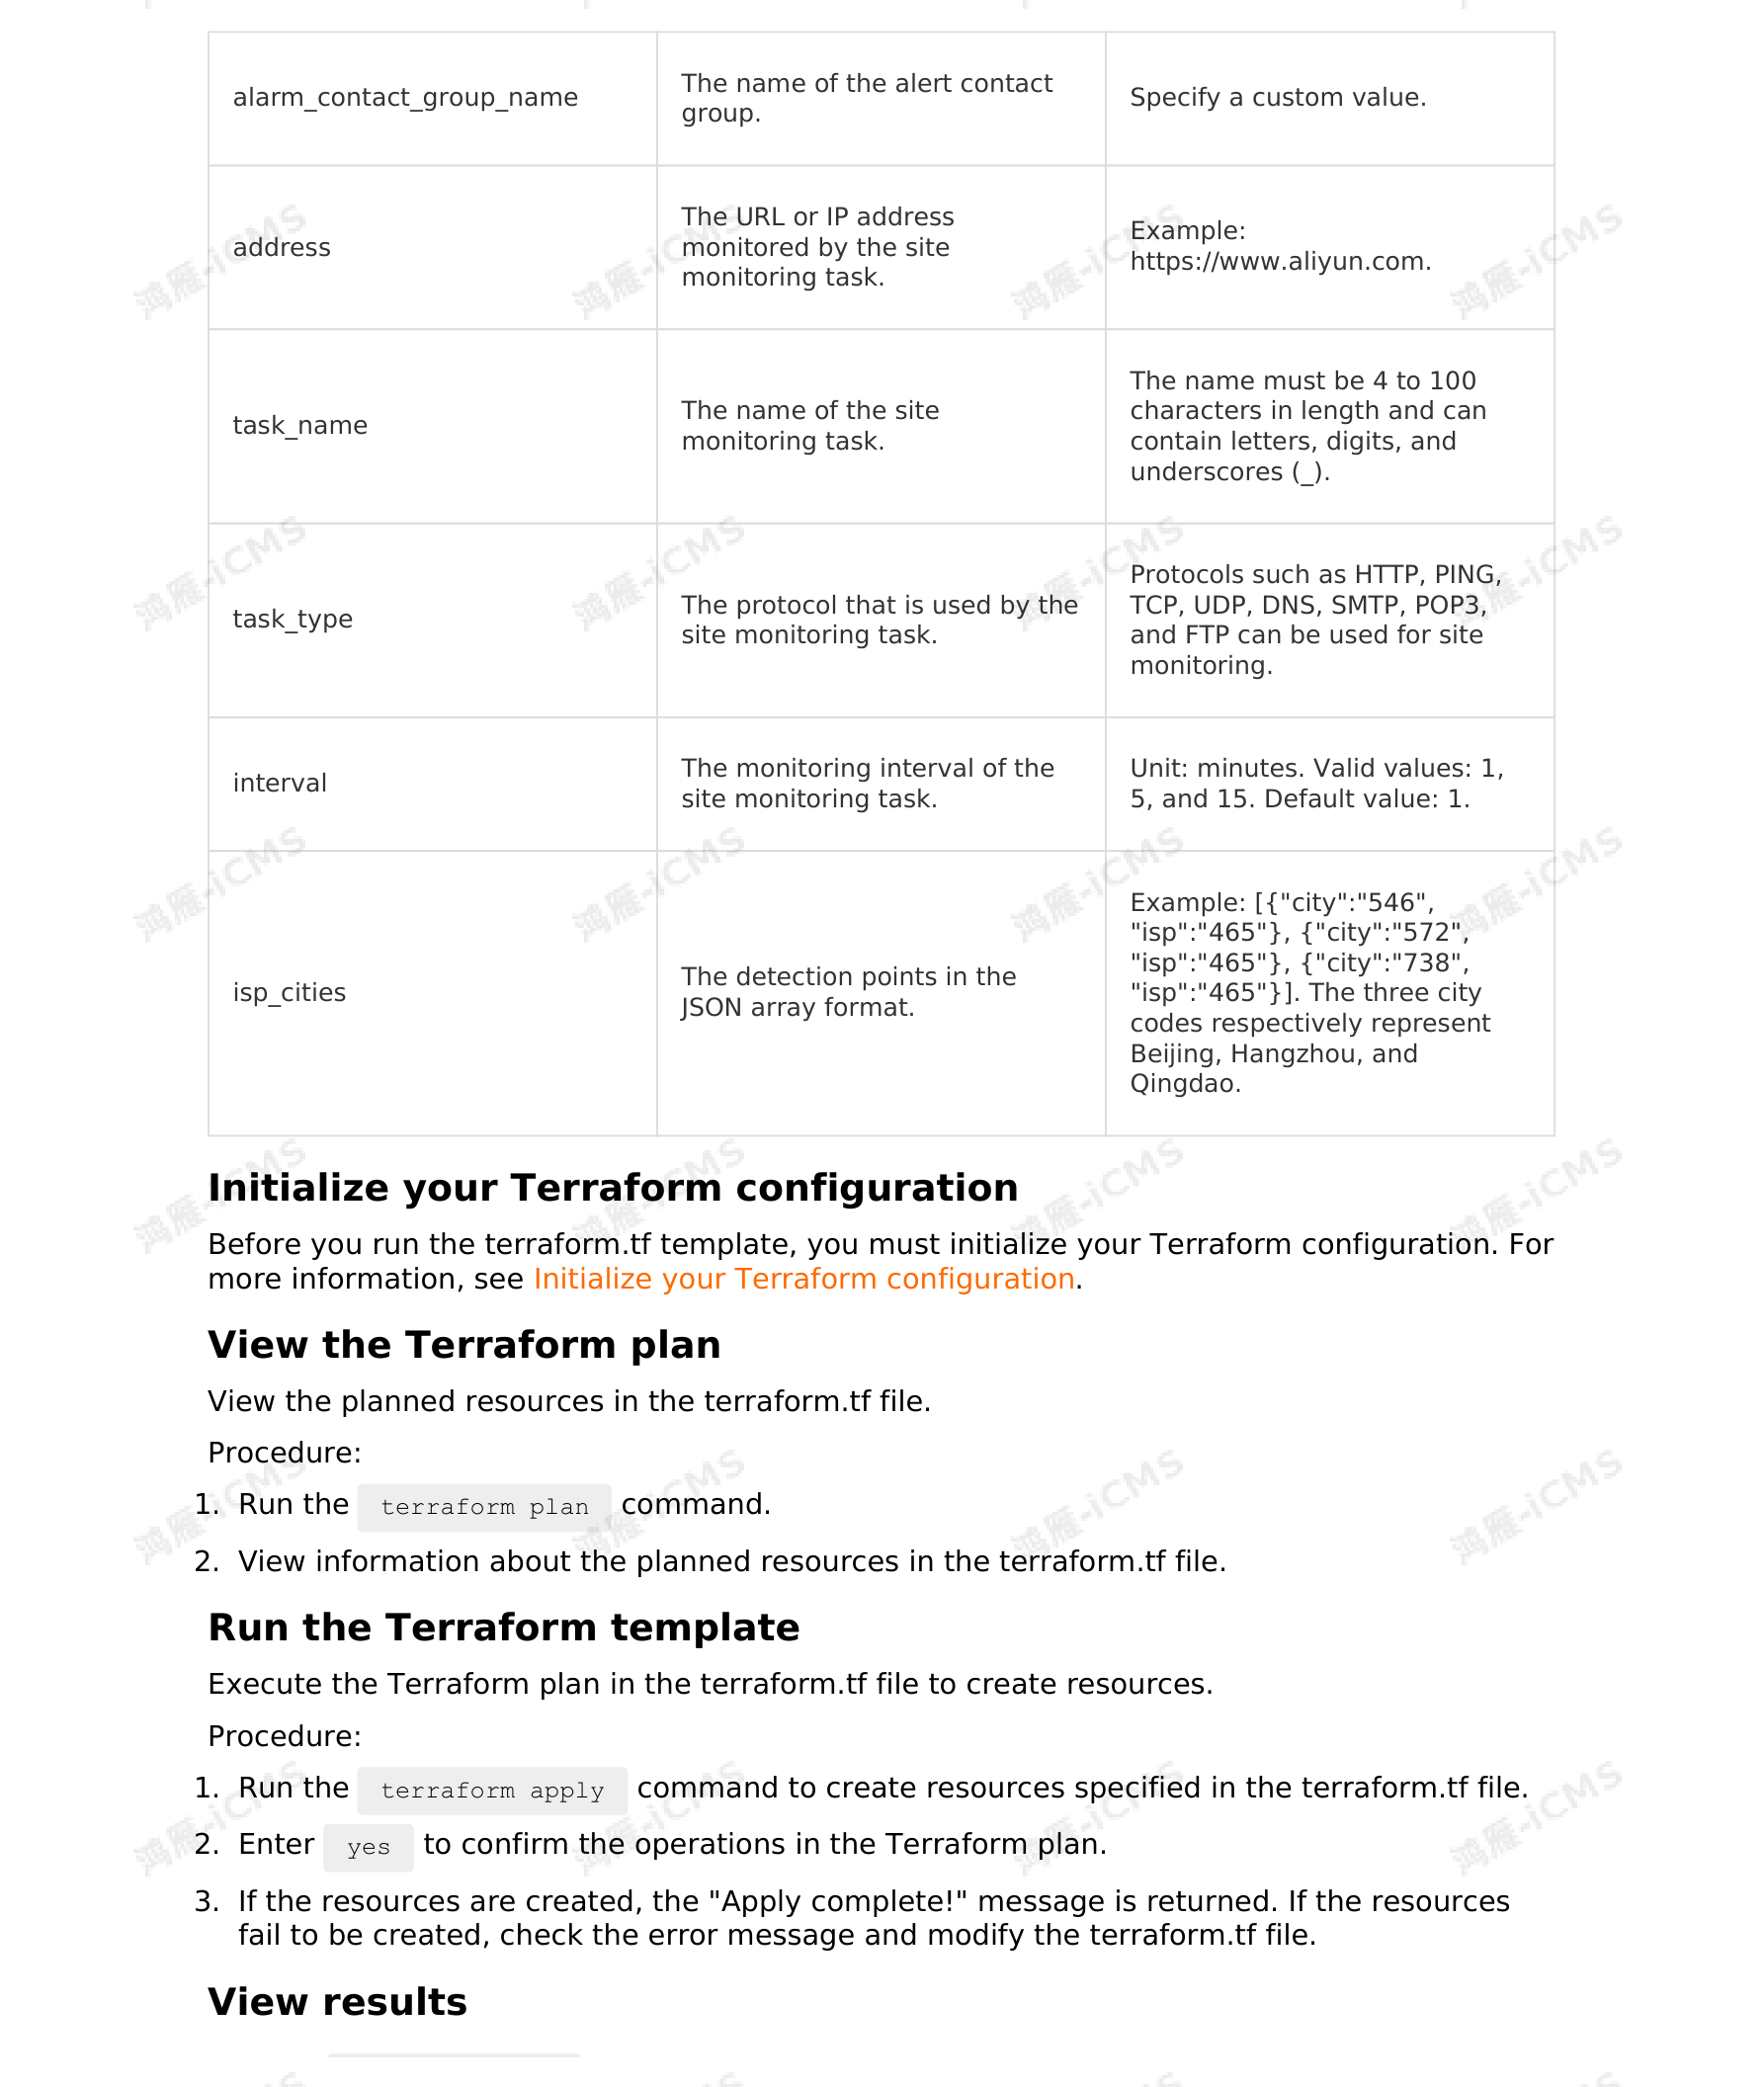 alarm_contact_group_name
The name of the alert contact
group.
Specify a custom value.
address
The URL or IP address
monitored by the site
monitoring task.
Example:
https://www.aliyun.com.
task_name
The name of the site
monitoring task.
The name must be 4 to 100
characters in length and can
contain letters, digits, and
underscores (_).
task_type
The protocol that is used by the
site monitoring task.
Protocols such as HTTP, PING,
TCP, UDP, DNS, SMTP, POP3,
and FTP can be used for site
monitoring.
interval
The monitoring interval of the
site monitoring task.
Unit: minutes. Valid values: 1,
5, and 15. Default value: 1.
isp_cities
The detection points in the
JSON array format.
Example: [{"city":"546",
"isp":"465"}, {"city":"572",
"isp":"465"}, {"city":"738",
"isp":"465"}]. The three city
codes respectively represent
Beijing, Hangzhou, and
Qingdao.
Initialize your Terraform configuration
Before you run the terraform.tf template, you must initialize your Terraform configuration. For
more information, see Initialize your Terraform configuration.
View the Terraform plan
View the planned resources in the terraform.tf file.
Procedure:
1. Run the terraform plan command.
2. View information about the planned resources in the terraform.tf file.
Run the Terraform template
Execute the Terraform plan in the terraform.tf file to create resources.
Procedure:
1. Run the terraform apply command to create resources specified in the terraform.tf file.
2. Enter yes to confirm the operations in the Terraform plan.
3. If the resources are created, the "Apply complete!" message is returned. If the resources
fail to be created, check the error message and modify the terraform.tf file.
View results
鸿雁-iCMS